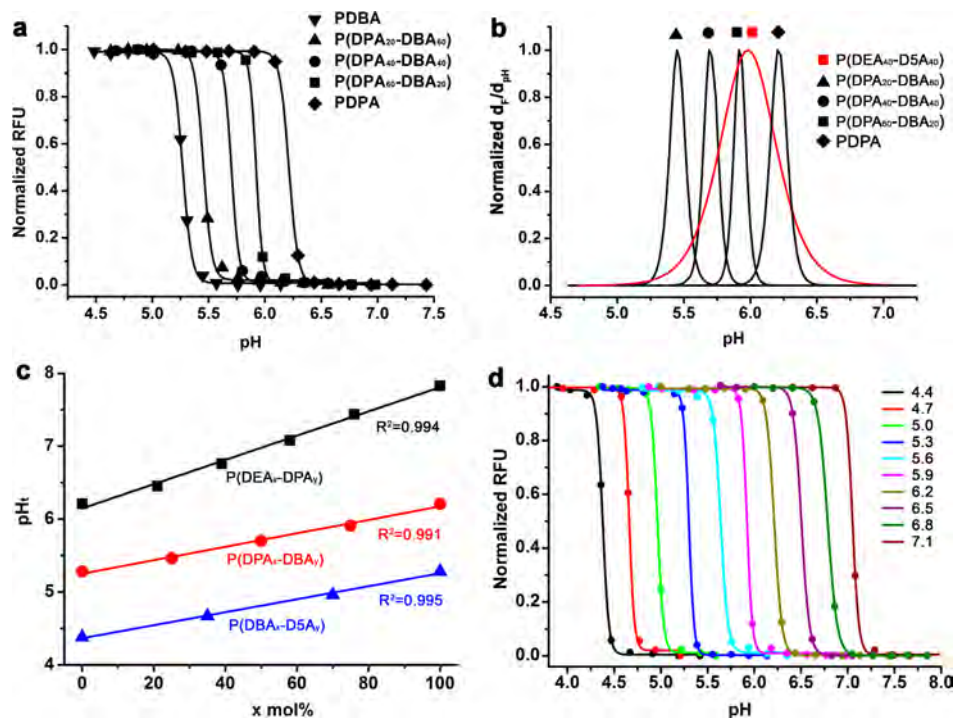 a
PDBA
P(DPA₂₀-DBA₆₀)
P(DPA₄₀-DBA₄₀)
P(DPA₆₀-DBA₂₀)
PDPA
Normalized RFU
1.0
0.8
0.6
0.4
0.2
0.0
4.5 5.0 5.5 6.0 6.5 7.0 7.5
pH
b
P(DEA₄₀-D5A₄₀)
P(DPA₂₀-DBA₆₀)
P(DPA₄₀-DBA₄₀)
P(DPA₆₀-DBA₂₀)
PDPA
Normalized dF/dpH
1.0
0.8
0.6
0.4
0.2
0.0
4.5 5.0 5.5 6.0 6.5 7.0
pH
c
pHt
8
7
6
5
4
R²=0.994
P(DEAₓ-DPAᵧ)
R²=0.991
P(DPAₓ-DBAᵧ)
R²=0.995
P(DBAₓ-D5Aᵧ)
0 20 40 60 80 100
x mol%
d
Normalized RFU
1.0
0.8
0.6
0.4
0.2
0.0
4.4
4.7
5.0
5.3
5.6
5.9
6.2
6.5
6.8
7.1
4.0 4.5 5.0 5.5 6.0 6.5 7.0 7.5 8.0
pH